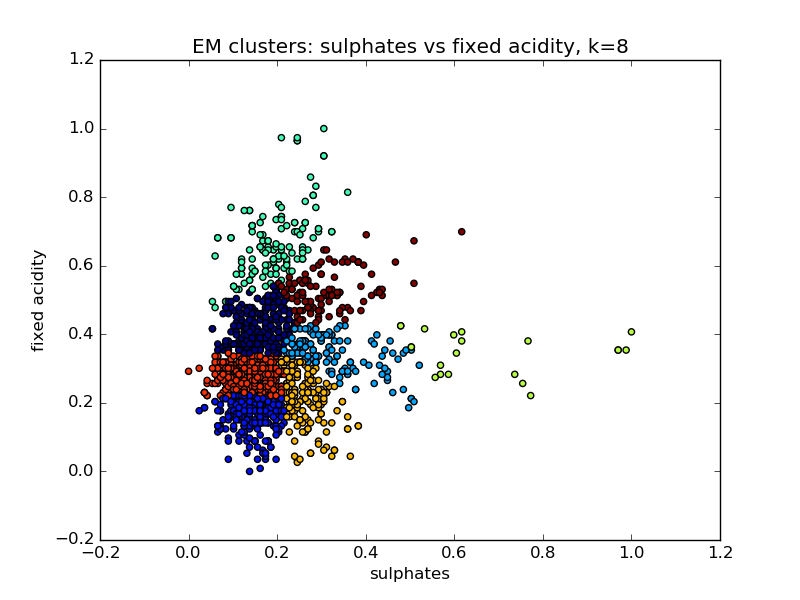 EM clusters: sulphates vs fixed acidity, k=8
1.2
1.0
0.8
0.6
0.4
0.2
0.0
−0.2
fixed acidity
−0.2 0.0 0.2 0.4 0.6 0.8 1.0 1.2
sulphates